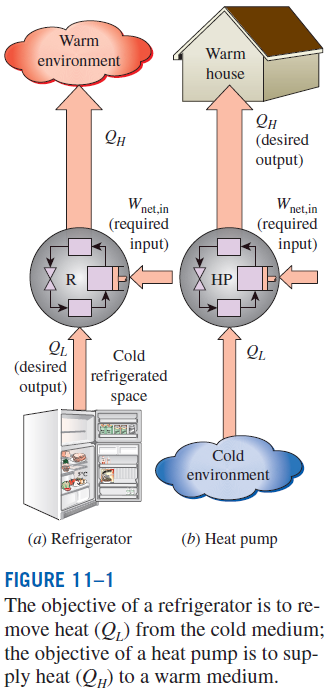 Warm
environment
Q_H
W_net,in
(required
input)
R
Q_L
(desired
output)
Cold
refrigerated
space
(a) Refrigerator
Warm
house
Q_H
(desired
output)
W_net,in
(required
input)
HP
Q_L
Cold
environment
(b) Heat pump
FIGURE 11–1
The objective of a refrigerator is to re-
move heat (Q_L) from the cold medium;
the objective of a heat pump is to sup-
ply heat (Q_H) to a warm medium.